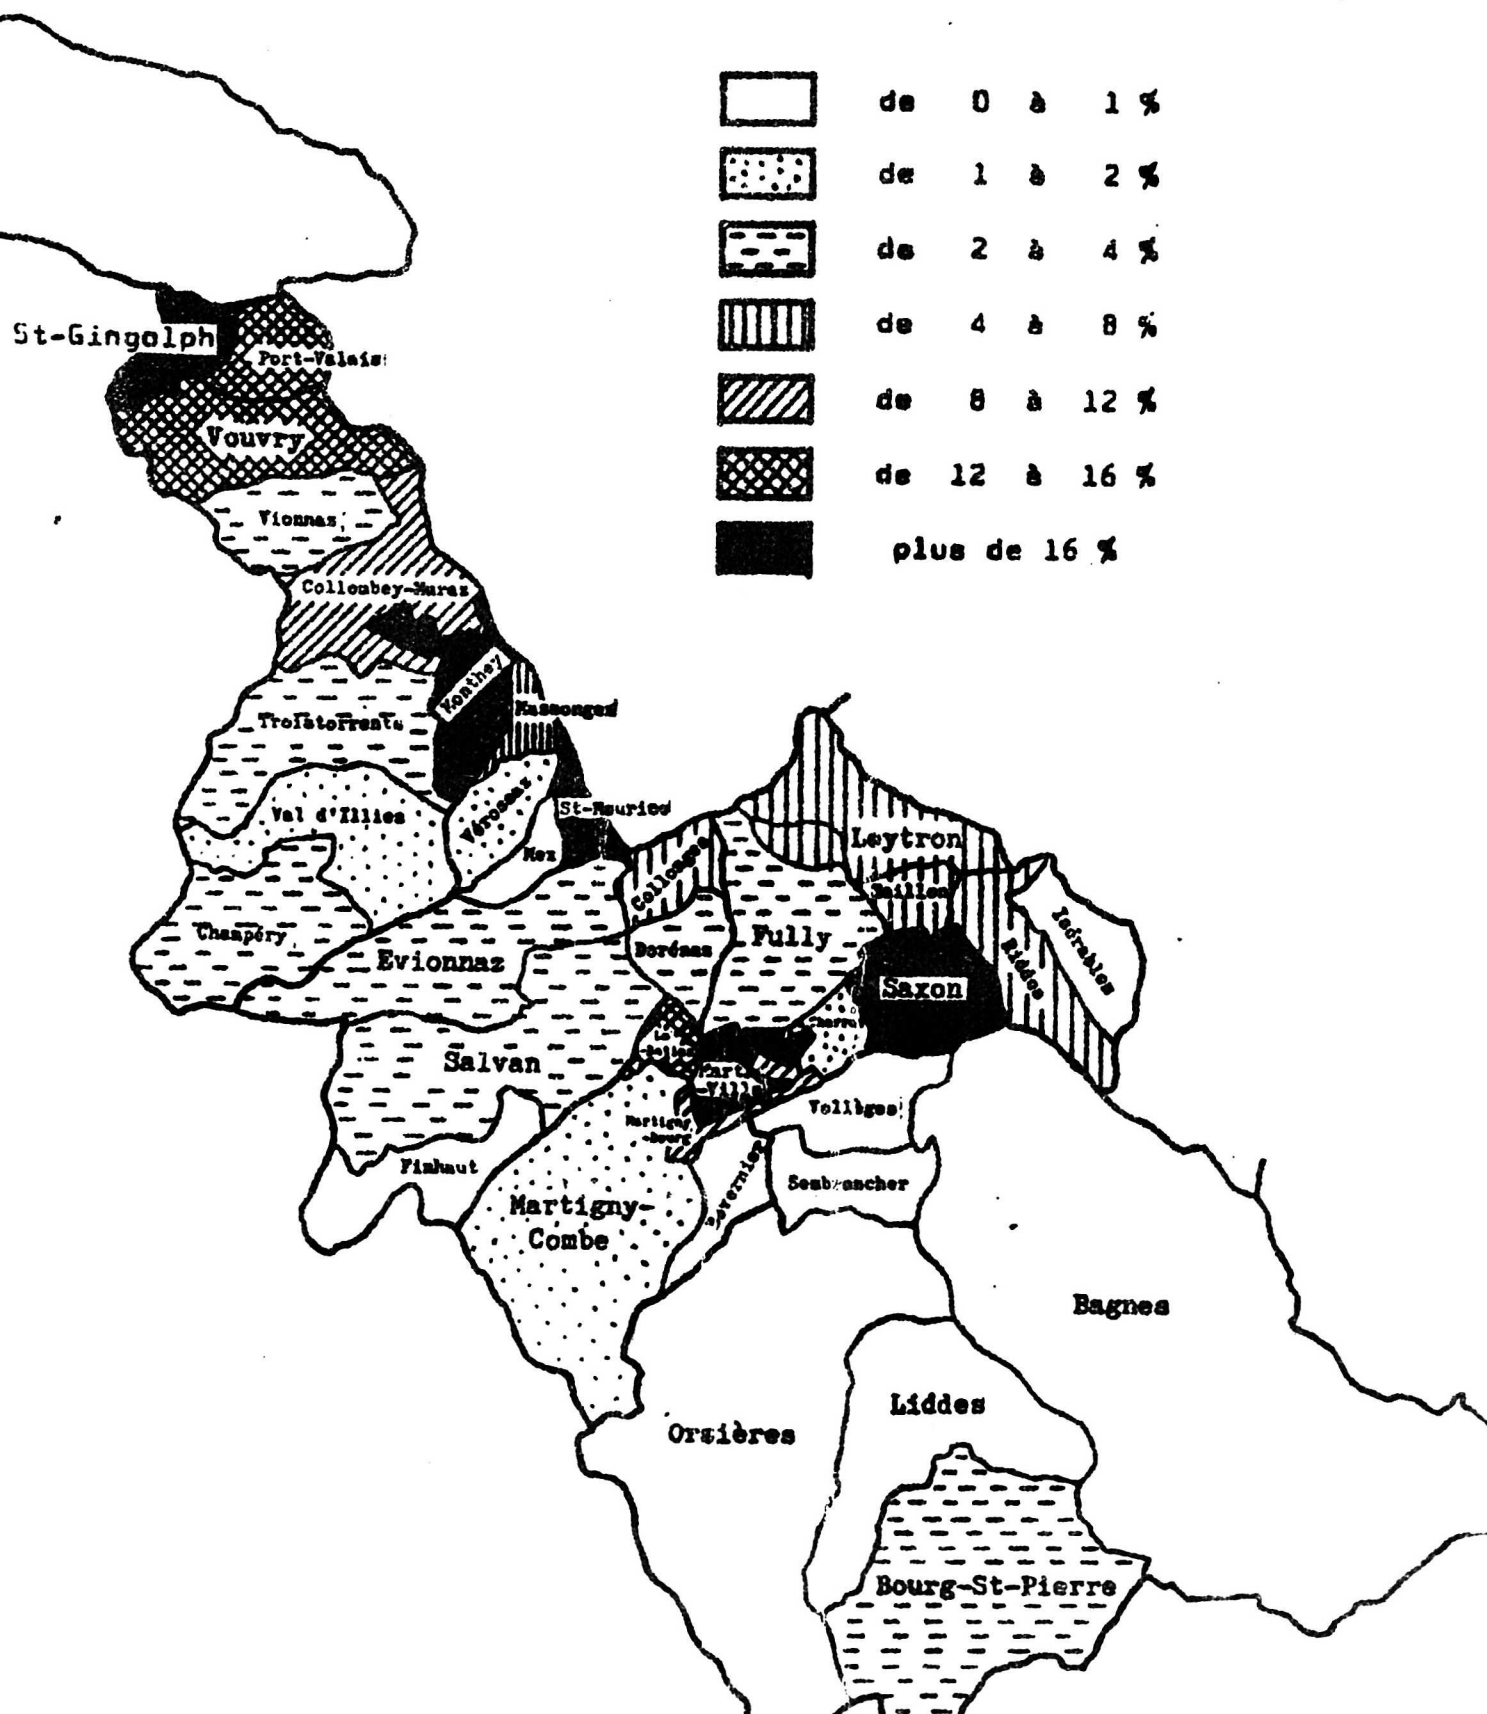 de 0 à 1 %
de 1 à 2 %
de 2 à 4 %
de 4 à 8 %
de 8 à 12 %
de 12 à 16 %
plus de 16 %
St-Gingolph
Port-Valais
Vouvry
Vionnaz
Collombey-Muraz
Monthey
Massongex
Troistorrents
Val d'Illiez
Vérossaz
St-Maurice
Mex
Collonges
Leytron
Saillon
Champéry
Evionnaz
Dorénaz
Fully
Riddes
Isérables
Saxon
Charrat
Salvan
La
Mart.
-Ville
Martigny
-Bourg
Vollèges
Finhaut
Bovernier
Sembrancher
Martigny-
Combe
Bagnes
Liddes
Orsières
Bourg-St-Pierre